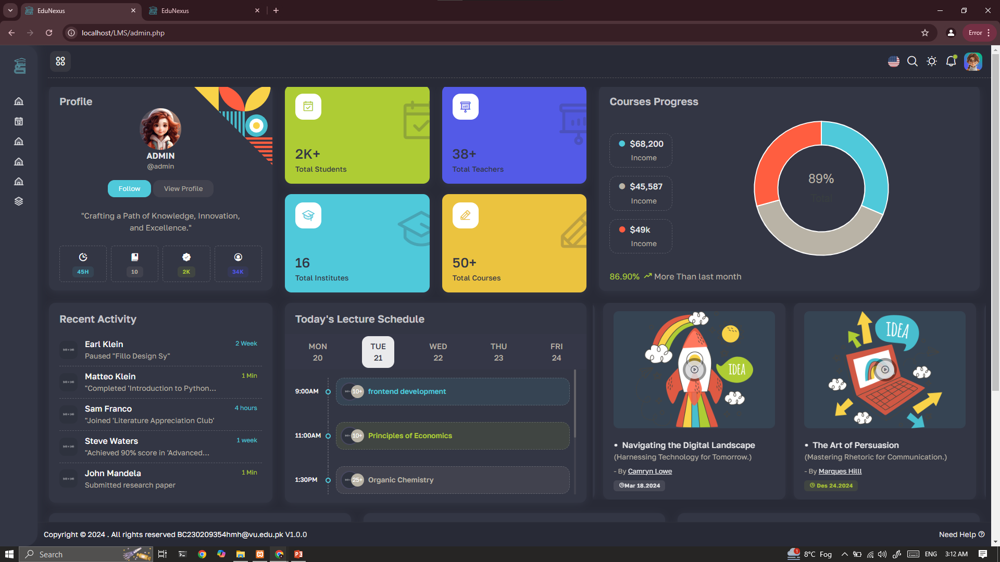 EduNexus
EduNexus
localhost/LMS/admin.php
Error
Profile
ADMIN
@admin
Follow
View Profile
"Crafting a Path of Knowledge, Innovation,
and Excellence."
45H
10
2K
34K
2K+
Total Students
38+
Total Teachers
16
Total Institutes
50+
Total Courses
Courses Progress
$68,200
Income
$45,587
Income
$49k
Income
89%
Total
86.90% More Than last month
Recent Activity
Earl Klein
2 Week
Paused "Fillo Design Sy"
Matteo Klein
1 Min
"Completed 'Introduction to Python...
Sam Franco
4 hours
"Joined 'Literature Appreciation Club'
Steve Waters
1 week
"Achieved 90% score in 'Advanced...
John Mandela
1 Min
Submitted research paper
Today's Lecture Schedule
MON
20
TUE
21
WED
22
THU
23
FRI
24
9:00AM
10+
frontend development
11:00AM
10+
Principles of Economics
1:30PM
25+
Organic Chemistry
IDEA
• Navigating the Digital Landscape
(Harnessing Technology for Tomorrow.)
- By Camryn Lowe
Mar 18.2024
IDEA
• The Art of Persuasion
(Mastering Rhetoric for Communication.)
- By Marques Hilll
Des 24.2024
Copyright © 2024 . All rights reserved BC230209354hmh@vu.edu.pk V1.0.0
Need Help
Search
1
8°C Fog
ENG
3:12 AM